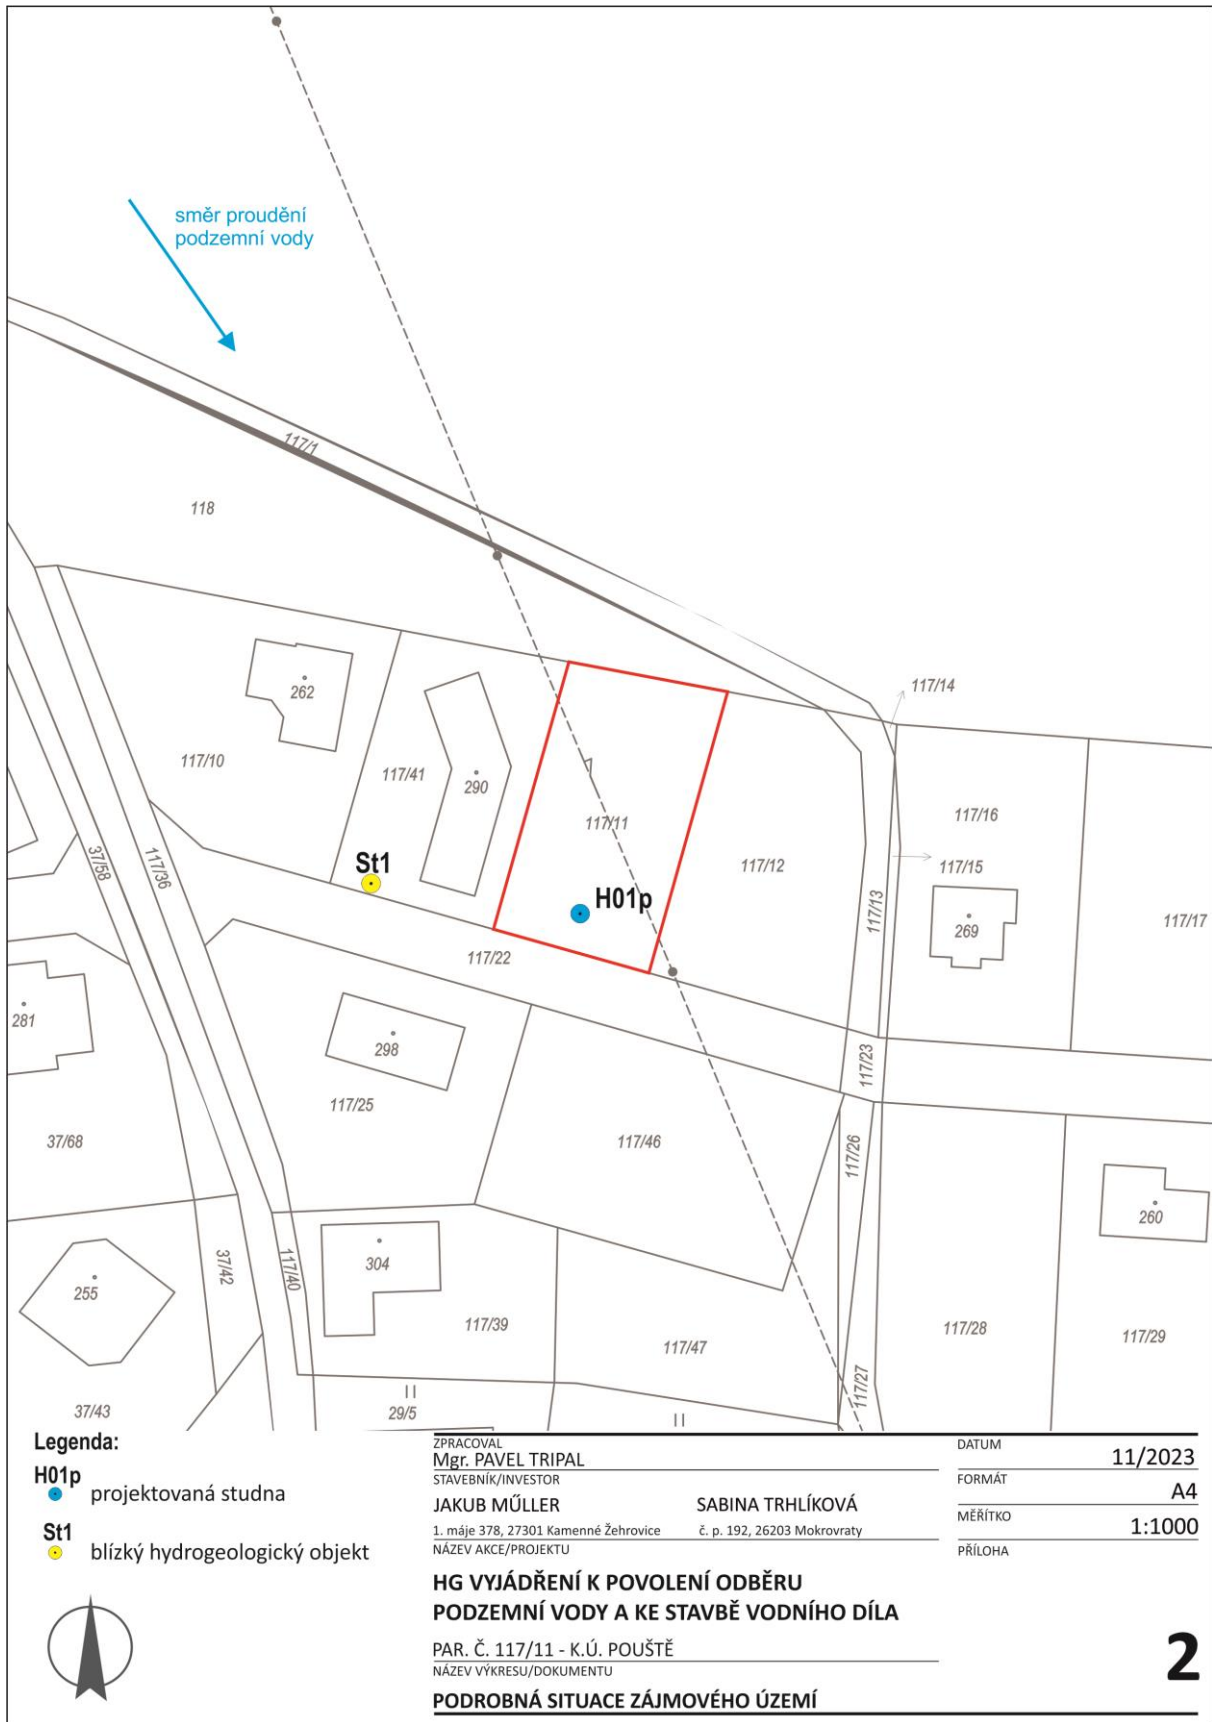 směr proudění
podzemní vody
117/1
118
262
117/10
117/41
290
117/11
117/12
117/14
117/16
117/15
117/13
269
117/17
37/58
117/36
St1
H01p
117/22
281
298
117/25
117/23
37/68
117/46
117/26
260
37/42
117/40
304
255
117/39
117/47
117/28
117/29
117/27
37/43
29/5
Legenda:
H01p
projektovaná studna
St1
blízký hydrogeologický objekt
ZPRACOVAL
Mgr. PAVEL TRIPAL
STAVEBNÍK/INVESTOR
JAKUB MŰLLER SABINA TRHLÍKOVÁ
1. máje 378, 27301 Kamenné Žehrovice č. p. 192, 26203 Mokrovraty
NÁZEV AKCE/PROJEKTU
HG VYJÁDŘENÍ K POVOLENÍ ODBĚRU
PODZEMNÍ VODY A KE STAVBĚ VODNÍHO DÍLA
PAR. Č. 117/11 - K.Ú. POUŠTĚ
NÁZEV VÝKRESU/DOKUMENTU
PODROBNÁ SITUACE ZÁJMOVÉHO ÚZEMÍ
DATUM
11/2023
FORMÁT
A4
MĚŘÍTKO
1:1000
PŘÍLOHA
2